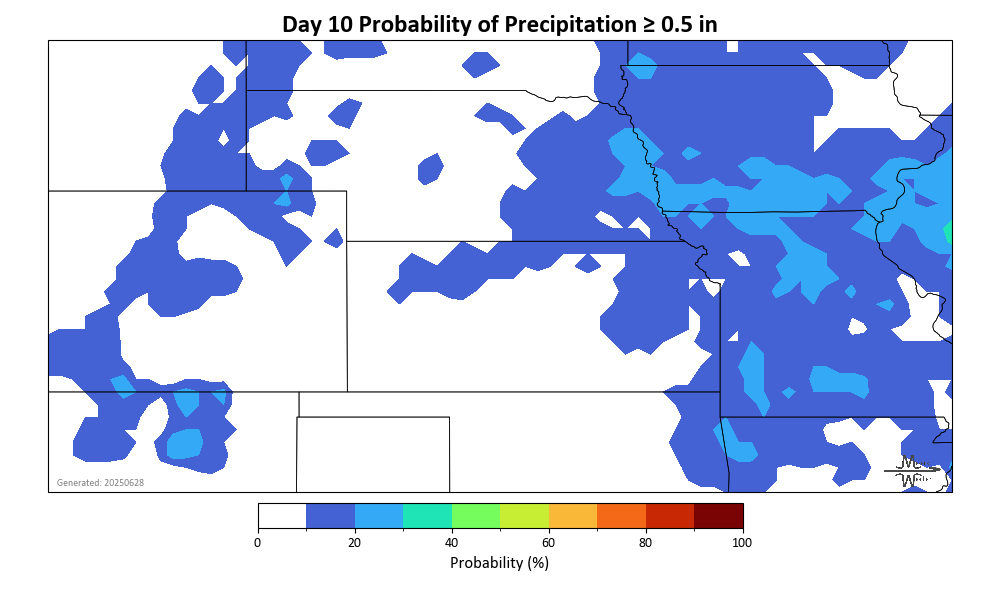 Day 10 Probability of Precipitation ≥ 0.5 in
Generated: 20250628
0 20 40 60 80 100
Probability (%)